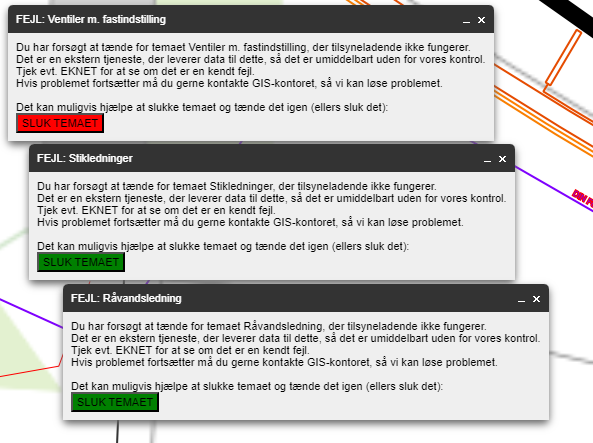 FEJL: Ventiler m. fastindstilling
Du har forsøgt at tænde for temaet Ventiler m. fastindstilling, der tilsyneladende ikke fungerer.
Det er en ekstern tjeneste, der leverer data til dette, så det er umiddelbart uden for vores kontrol.
Tjek evt. EKNET for at se om det er en kendt fejl.
Hvis problemet fortsætter må du gerne kontakte GIS-kontoret, så vi kan løse problemet.
Det kan muligvis hjælpe at slukke temaet og tænde det igen (ellers sluk det):
SLUK TEMAET
FEJL: Stikledninger
Du har forsøgt at tænde for temaet Stikledninger, der tilsyneladende ikke fungerer.
Det er en ekstern tjeneste, der leverer data til dette, så det er umiddelbart uden for vores kontrol.
Tjek evt. EKNET for at se om det er en kendt fejl.
Hvis problemet fortsætter må du gerne kontakte GIS-kontoret, så vi kan løse problemet.
Det kan muligvis hjælpe at slukke temaet og tænde det igen (ellers sluk det):
SLUK TEMAET
FEJL: Råvandsledning
Du har forsøgt at tænde for temaet Råvandsledning, der tilsyneladende ikke fungerer.
Det er en ekstern tjeneste, der leverer data til dette, så det er umiddelbart uden for vores kontrol.
Tjek evt. EKNET for at se om det er en kendt fejl.
Hvis problemet fortsætter må du gerne kontakte GIS-kontoret, så vi kan løse problemet.
Det kan muligvis hjælpe at slukke temaet og tænde det igen (ellers sluk det):
SLUK TEMAET